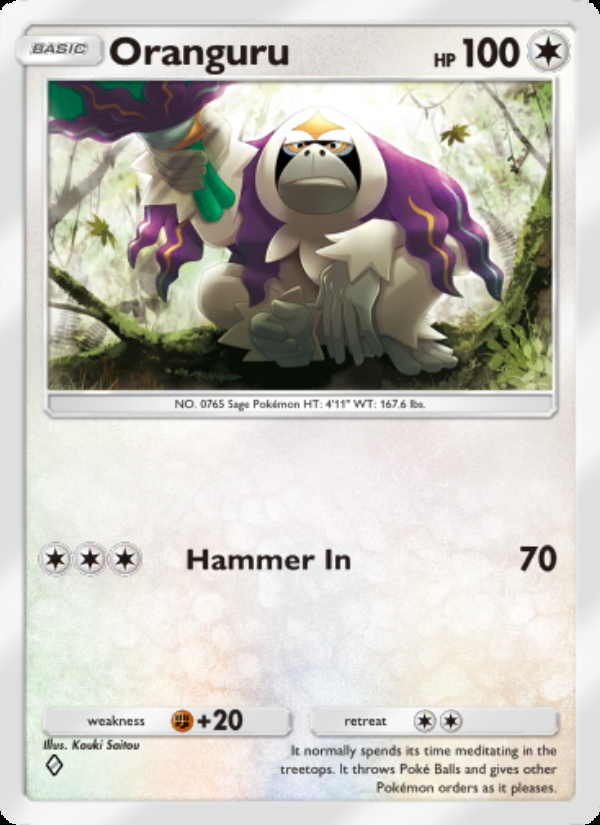 BASIC Oranguru HP 100
NO. 0765 Sage Pokémon HT: 4'11" WT: 167.6 lbs.
Hammer In 70
weakness +20 retreat
Illus. Kouki Saitou
It normally spends its time meditating in the
treetops. It throws Poké Balls and gives other
Pokémon orders as it pleases.